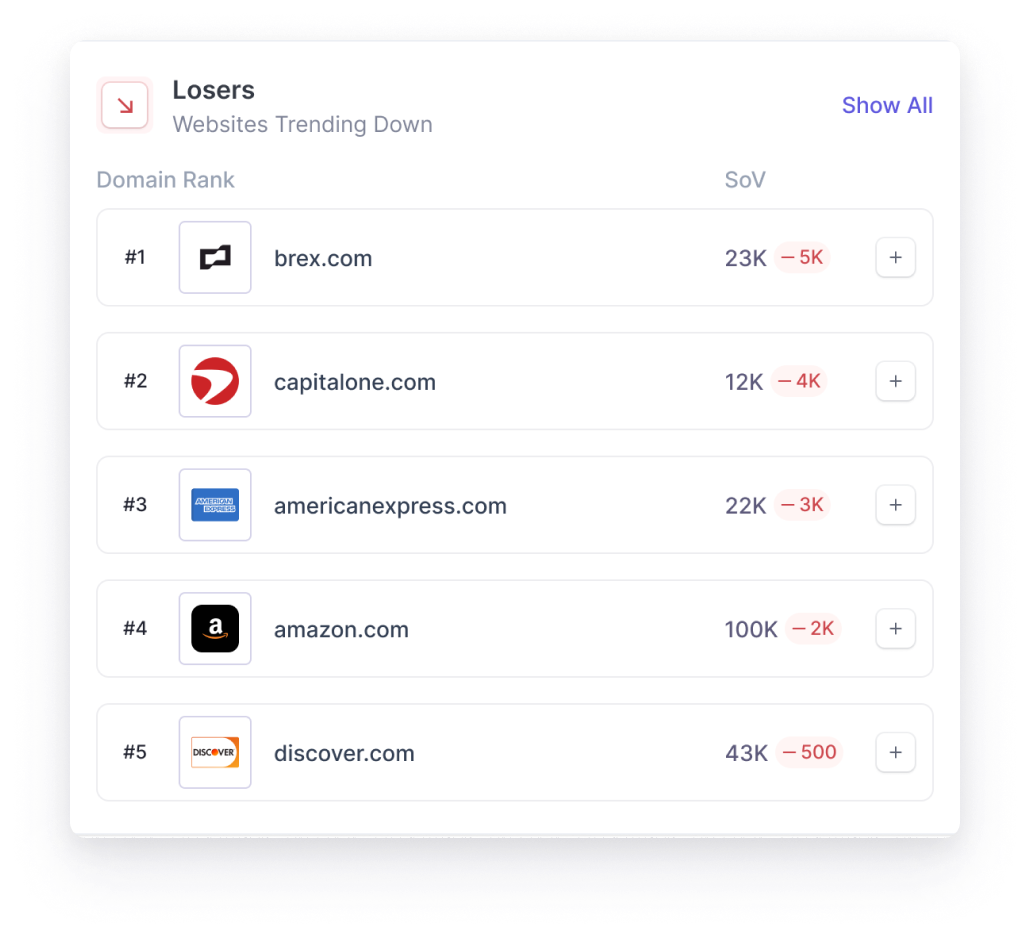 Losers
Websites Trending Down
Show All
Domain Rank SoV
#1 brex.com 23K – 5K +
#2 capitalone.com 12K – 4K +
#3 AMERICAN EXPRESS americanexpress.com 22K – 3K +
#4 a amazon.com 100K – 2K +
#5 DISCOVER discover.com 43K – 500 +